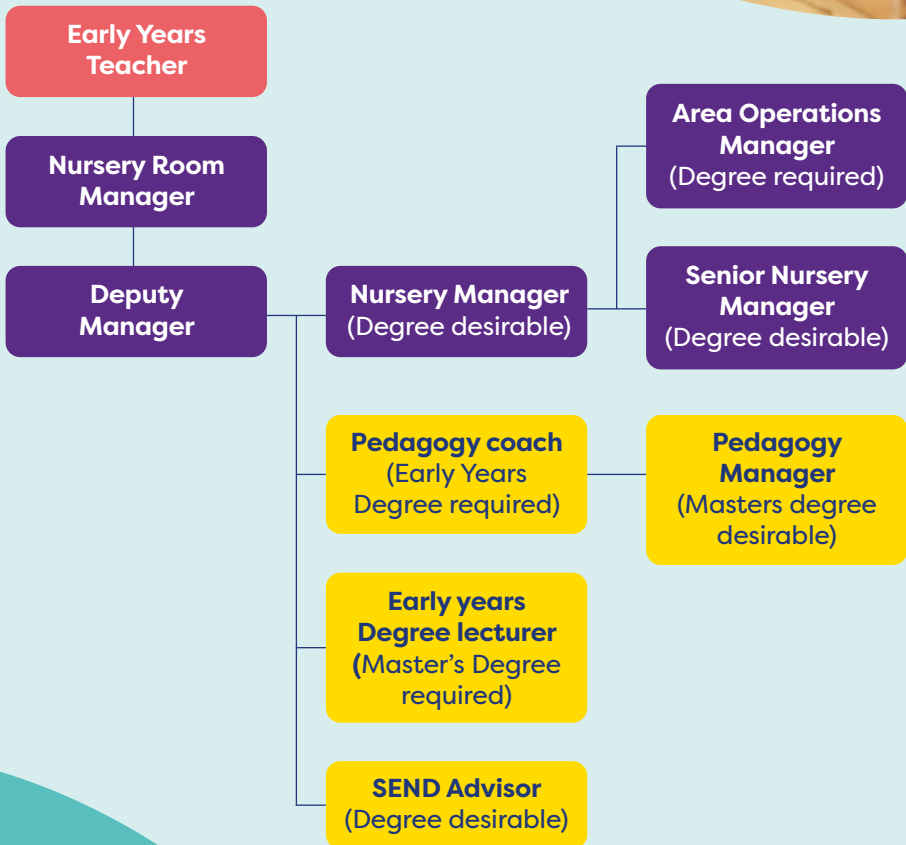 Early Years
Teacher
Nursery Room
Manager
Deputy
Manager
Nursery Manager
(Degree desirable)
Area Operations
Manager
(Degree required)
Senior Nursery
Manager
(Degree desirable)
Pedagogy coach
(Early Years
Degree required)
Pedagogy
Manager
(Masters degree
desirable)
Early years
Degree lecturer
(Master’s Degree
required)
SEND Advisor
(Degree desirable)